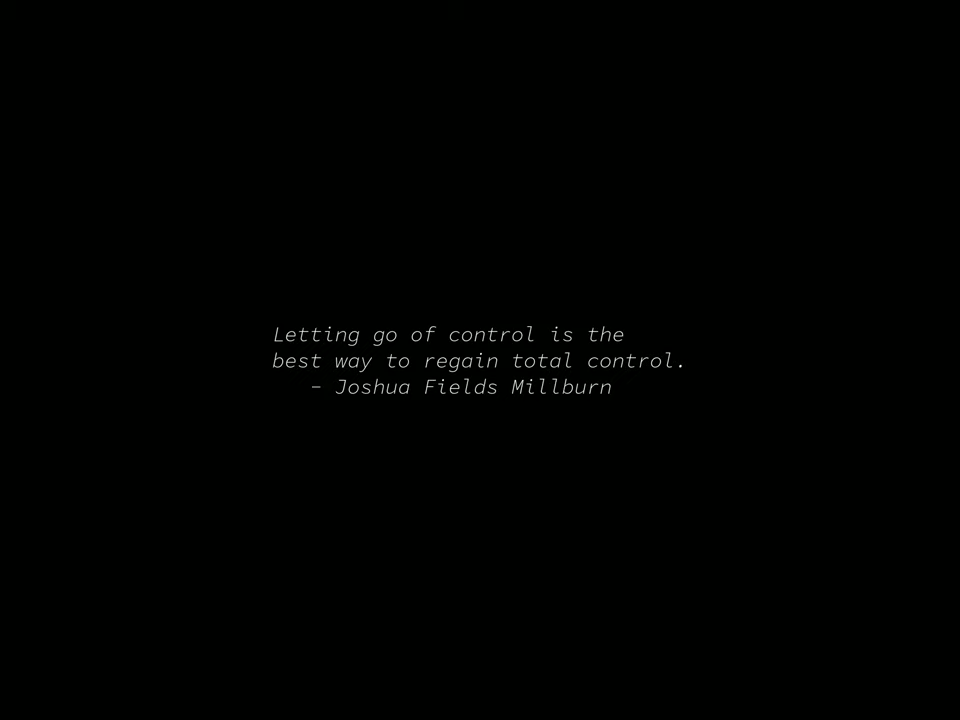 Letting go of control is the
best way to regain total control.
- Joshua Fields Millburn